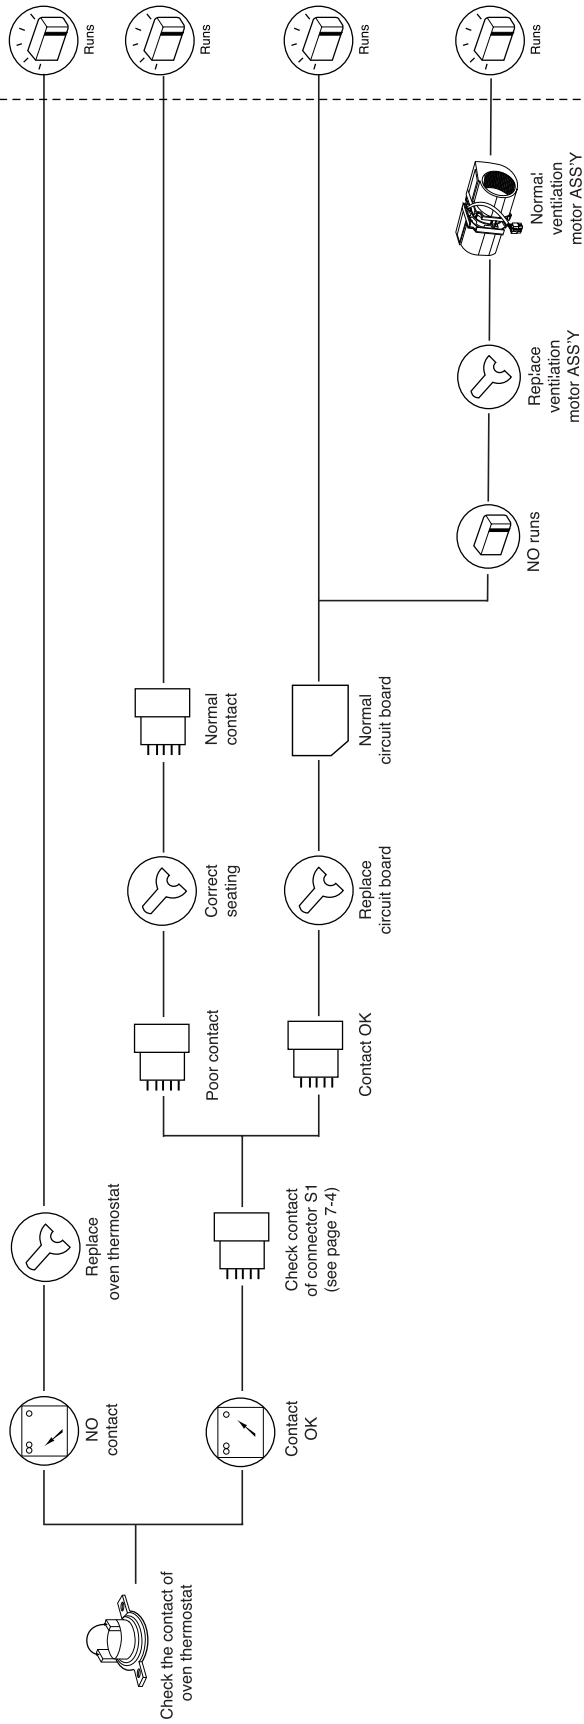 Check the contact of
oven thermostat
NO
contact
Replace
oven thermostat
Runs
Contact
OK
Check contact
of connector S1
(see page 7-4)
Poor contact
Correct
seating
Normal
contact
Runs
Contact OK
Replace
circuit board
Normal
circuit board
Runs
NO runs
Replace
ventilation
motor ASS'Y
Normal
ventilation
motor ASS'Y
Runs